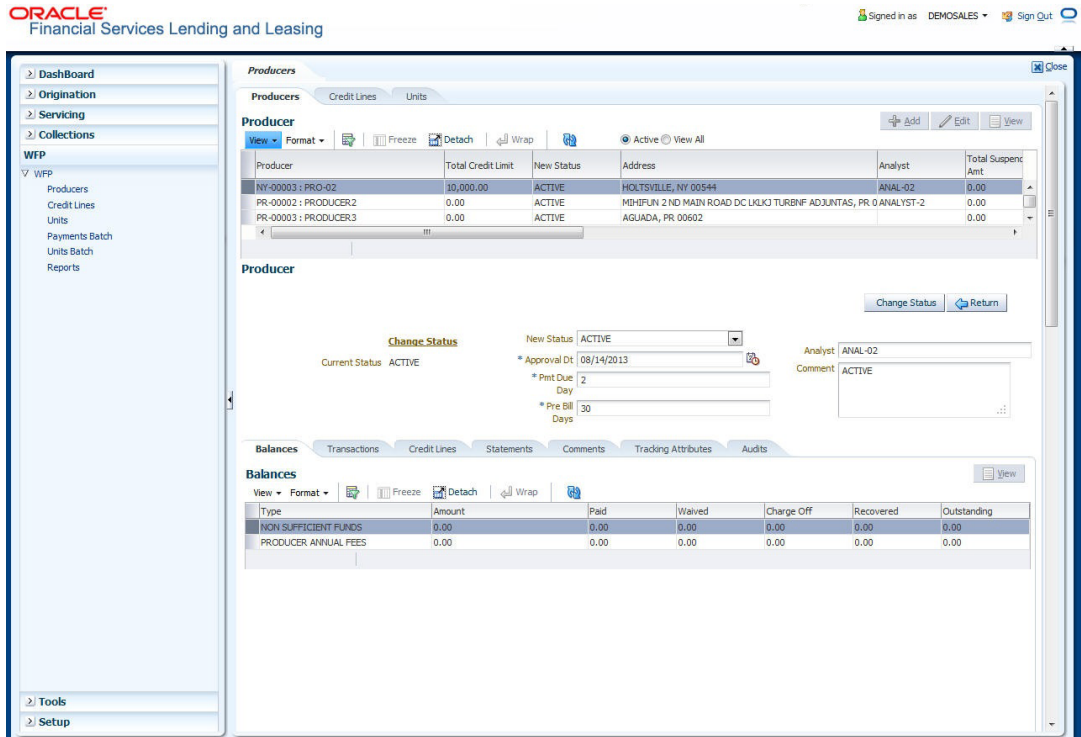 ORACLE
Financial Services Lending and Leasing
Signed in as DEMOSALES Sign Out
Close
DashBoard
Origination
Servicing
Collections
WFP
WFP
Producers
Credit Lines
Units
Payments Batch
Units Batch
Reports
Tools
Setup
Producers
Producers Credit Lines Units
Producer
Add Edit View
View Format Freeze Detach Wrap Active View All
Producer Total Credit Limit New Status Address Analyst Total Suspend Amt
NY-00003 : PRO-02 10,000.00 ACTIVE HOLTSVILLE, NY 00544 ANAL-02 0.00
PR-00002 : PRODUCER2 0.00 ACTIVE MIHIFUN 2 ND MAIN ROAD DC LKLKJ TURBNF ADJUNTAS, PR 0 ANALYST-2 0.00
PR-00003 : PRODUCER3 0.00 ACTIVE AGUADA, PR 00602 0.00
Producer
Change Status Return
Change Status
Current Status ACTIVE
New Status ACTIVE
* Approval Dt 08/14/2013
* Pmt Due Day 2
* Pre Bill Days 30
Analyst ANAL-02
Comment ACTIVE
Balances Transactions Credit Lines Statements Comments Tracking Attributes Audits
Balances
View
View Format Freeze Detach Wrap
Type Amount Paid Waived Charge Off Recovered Outstanding
NON SUFFICIENT FUNDS 0.00 0.00 0.00 0.00 0.00 0.00
PRODUCER ANNUAL FEES 0.00 0.00 0.00 0.00 0.00 0.00